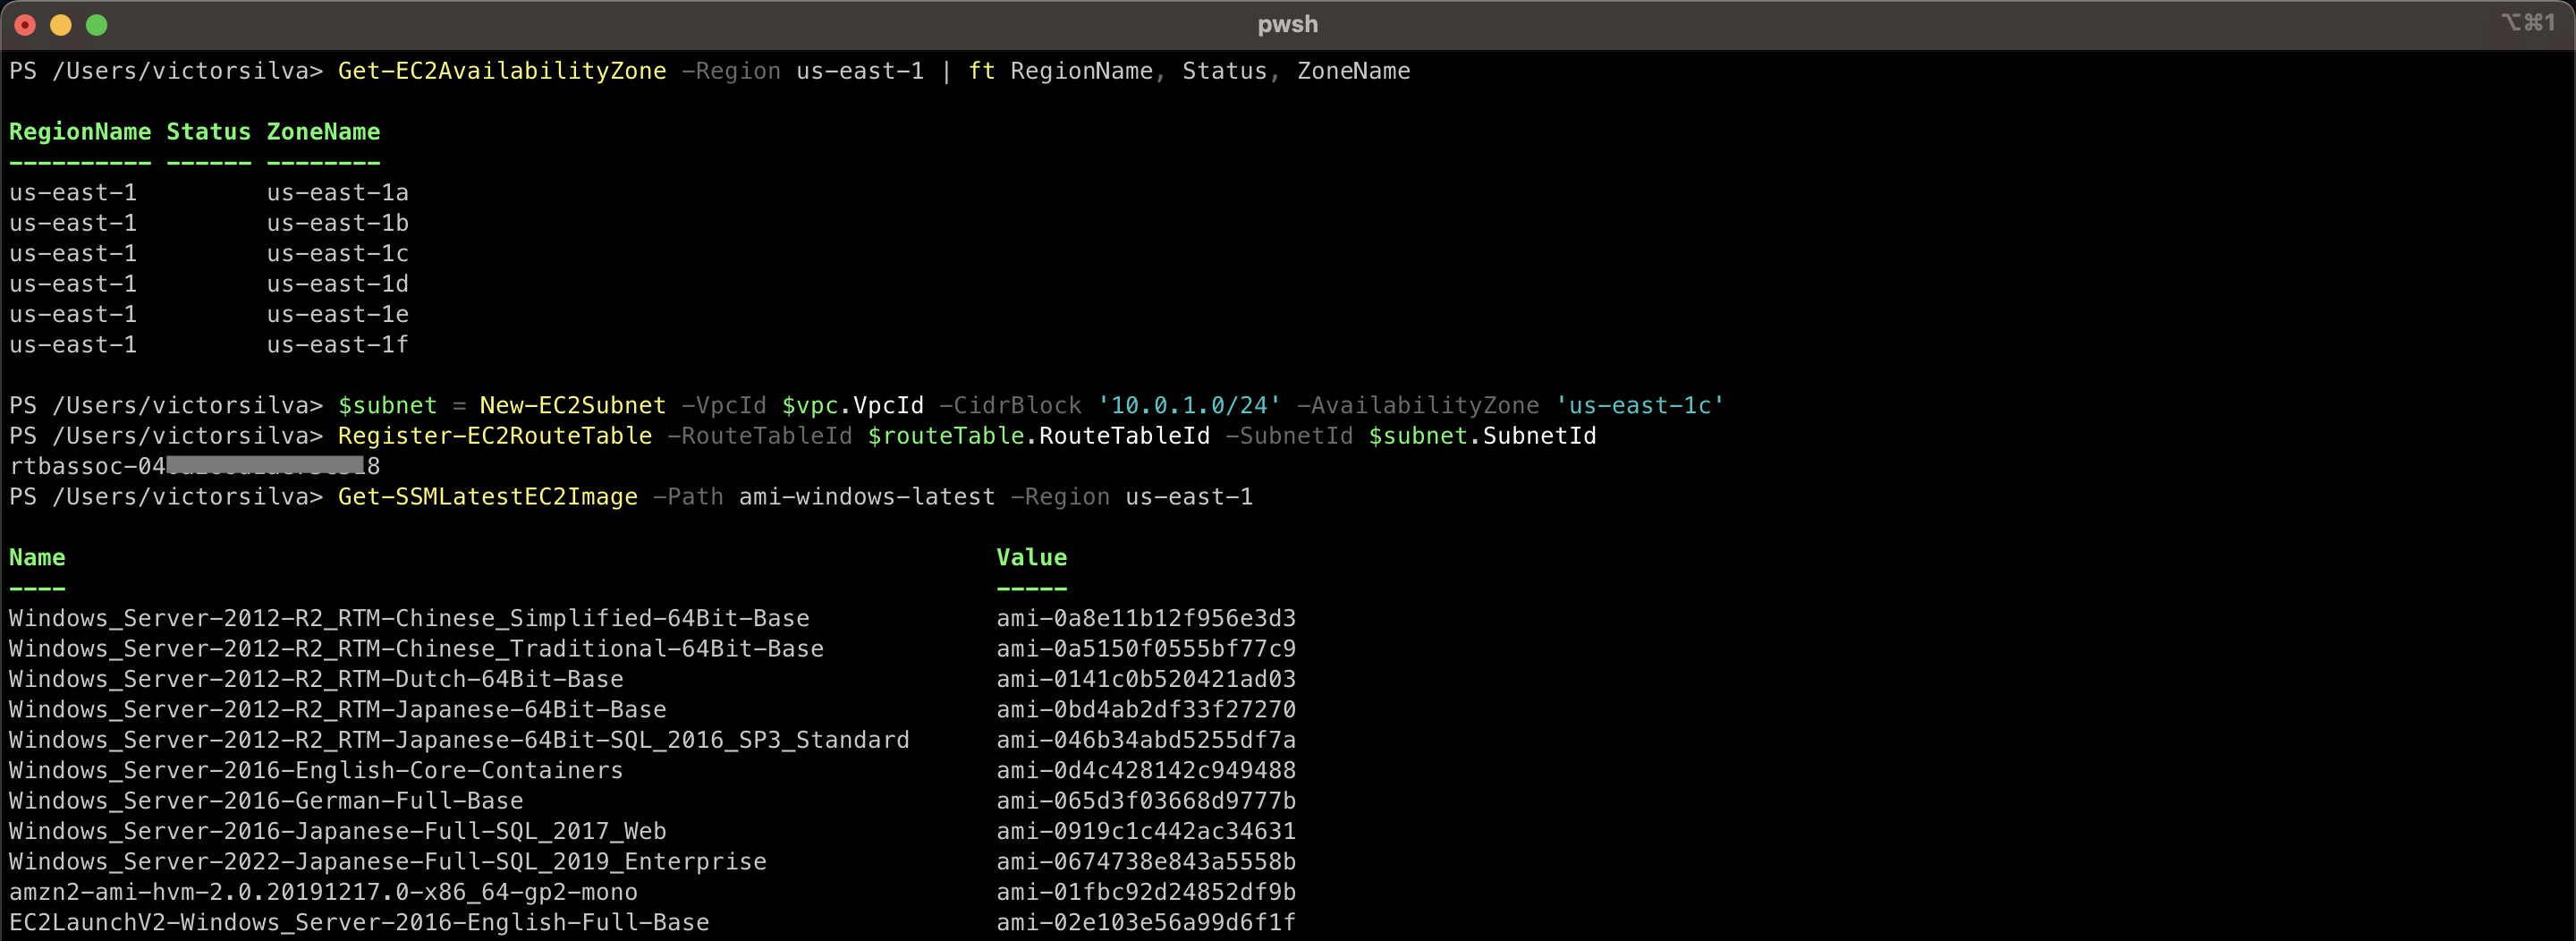 pwsh
⌥⌘1
PS /Users/victorsilva> Get-EC2AvailabilityZone -Region us-east-1 | ft RegionName, Status, ZoneName
RegionName Status ZoneName
---------- ------ --------
us-east-1         us-east-1a
us-east-1         us-east-1b
us-east-1         us-east-1c
us-east-1         us-east-1d
us-east-1         us-east-1e
us-east-1         us-east-1f
PS /Users/victorsilva> $subnet = New-EC2Subnet -VpcId $vpc.VpcId -CidrBlock '10.0.1.0/24' -AvailabilityZone 'us-east-1c'
PS /Users/victorsilva> Register-EC2RouteTable -RouteTableId $routeTable.RouteTableId -SubnetId $subnet.SubnetId
rtbassoc-04 8
PS /Users/victorsilva> Get-SSMLatestEC2Image -Path ami-windows-latest -Region us-east-1
Name                                                                 Value
----                                                                 -----
Windows_Server-2012-R2_RTM-Chinese_Simplified-64Bit-Base             ami-0a8e11b12f956e3d3
Windows_Server-2012-R2_RTM-Chinese_Traditional-64Bit-Base            ami-0a5150f0555bf77c9
Windows_Server-2012-R2_RTM-Dutch-64Bit-Base                          ami-0141c0b520421ad03
Windows_Server-2012-R2_RTM-Japanese-64Bit-Base                       ami-0bd4ab2df33f27270
Windows_Server-2012-R2_RTM-Japanese-64Bit-SQL_2016_SP3_Standard      ami-046b34abd5255df7a
Windows_Server-2016-English-Core-Containers                          ami-0d4c428142c949488
Windows_Server-2016-German-Full-Base                                 ami-065d3f03668d9777b
Windows_Server-2016-Japanese-Full-SQL_2017_Web                       ami-0919c1c442ac34631
Windows_Server-2022-Japanese-Full-SQL_2019_Enterprise                ami-0674738e843a5558b
amzn2-ami-hvm-2.0.20191217.0-x86_64-gp2-mono                         ami-01fbc92d24852df9b
EC2LaunchV2-Windows_Server-2016-English-Full-Base                    ami-02e103e56a99d6f1f